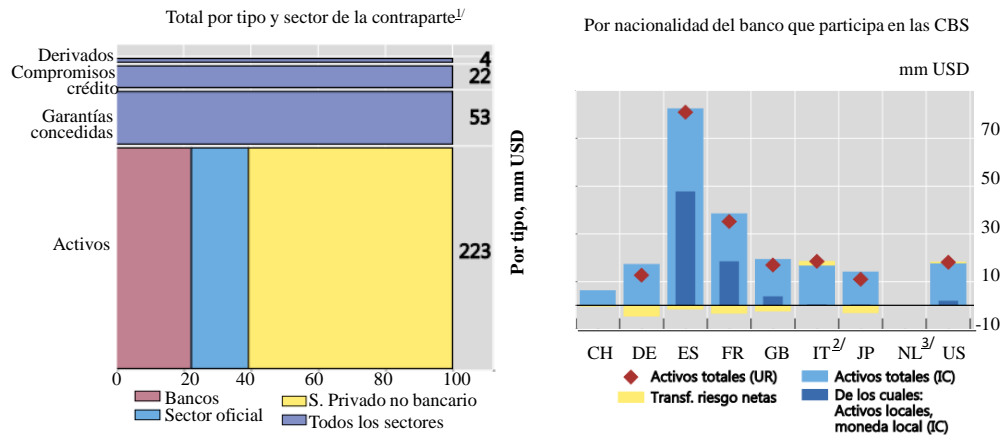 Total por tipo y sector de la contraparte1/
Derivados
4
Compromisos
crédito
22
Garantías
concedidas
53
Activos
223
Por tipo, mm USD
0 20 40 60 80 100
Bancos
S. Privado no bancario
Sector oficial
Todos los sectores
Por nacionalidad del banco que participa en las CBS
mm USD
70
50
30
10
-10
CH DE ES FR GB IT2/ JP NL3/ US
Activos totales (UR)
Activos totales (IC)
Transf. riesgo netas
De los cuales:
Activos locales,
moneda local (IC)